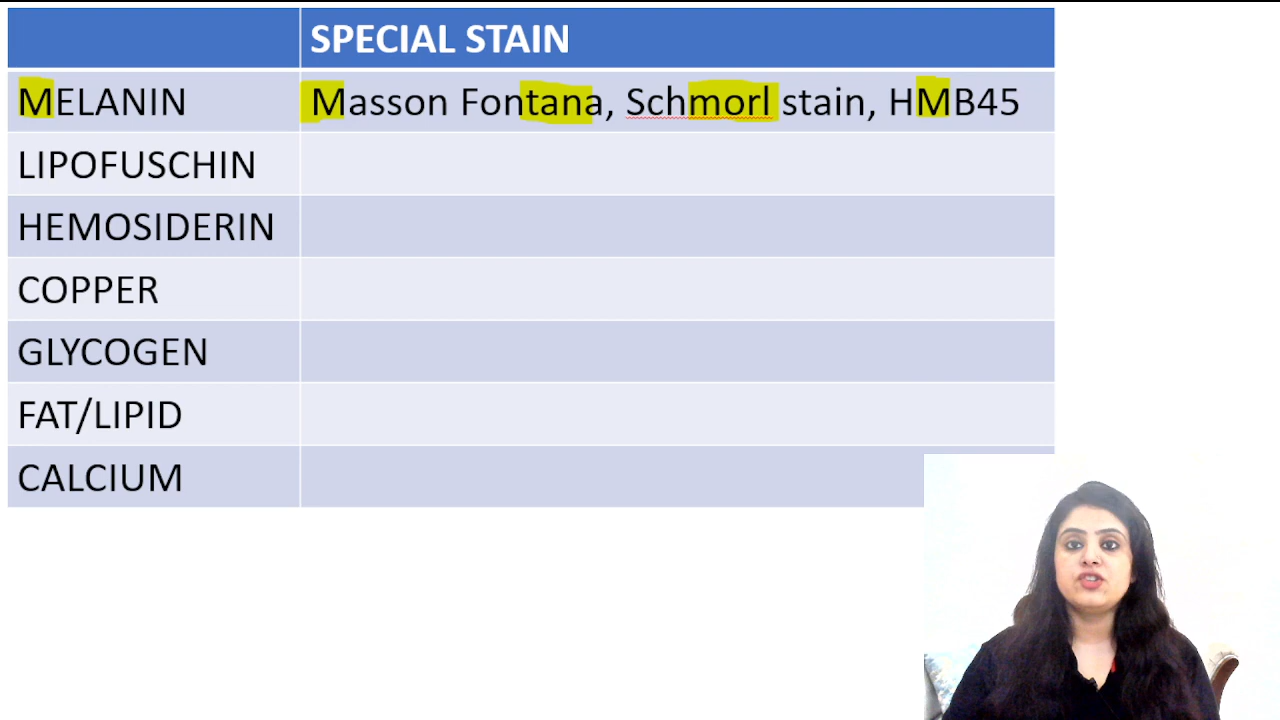 SPECIAL STAIN
MELANIN Masson Fontana, Schmorl stain, HMB45
LIPOFUSCHIN
HEMOSIDERIN
COPPER
GLYCOGEN
FAT/LIPID
CALCIUM